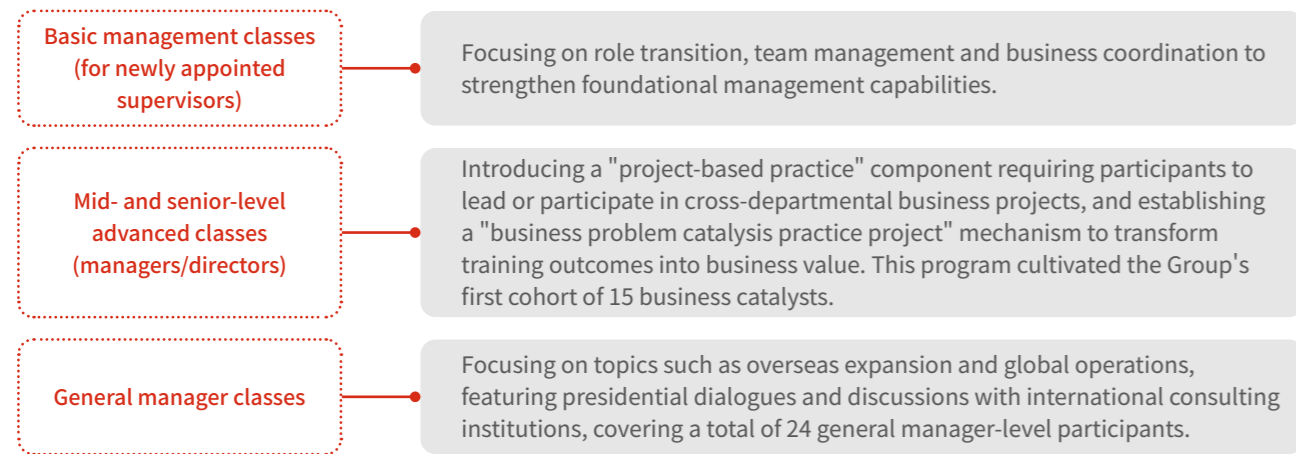 Basic management classes
(for newly appointed
supervisors)
Focusing on role transition, team management and business coordination to
strengthen foundational management capabilities.
Mid- and senior-level
advanced classes
(managers/directors)
Introducing a "project-based practice" component requiring participants to
lead or participate in cross-departmental business projects, and establishing
a "business problem catalysis practice project" mechanism to transform
training outcomes into business value. This program cultivated the Group's
first cohort of 15 business catalysts.
General manager classes
Focusing on topics such as overseas expansion and global operations,
featuring presidential dialogues and discussions with international consulting
institutions, covering a total of 24 general manager-level participants.